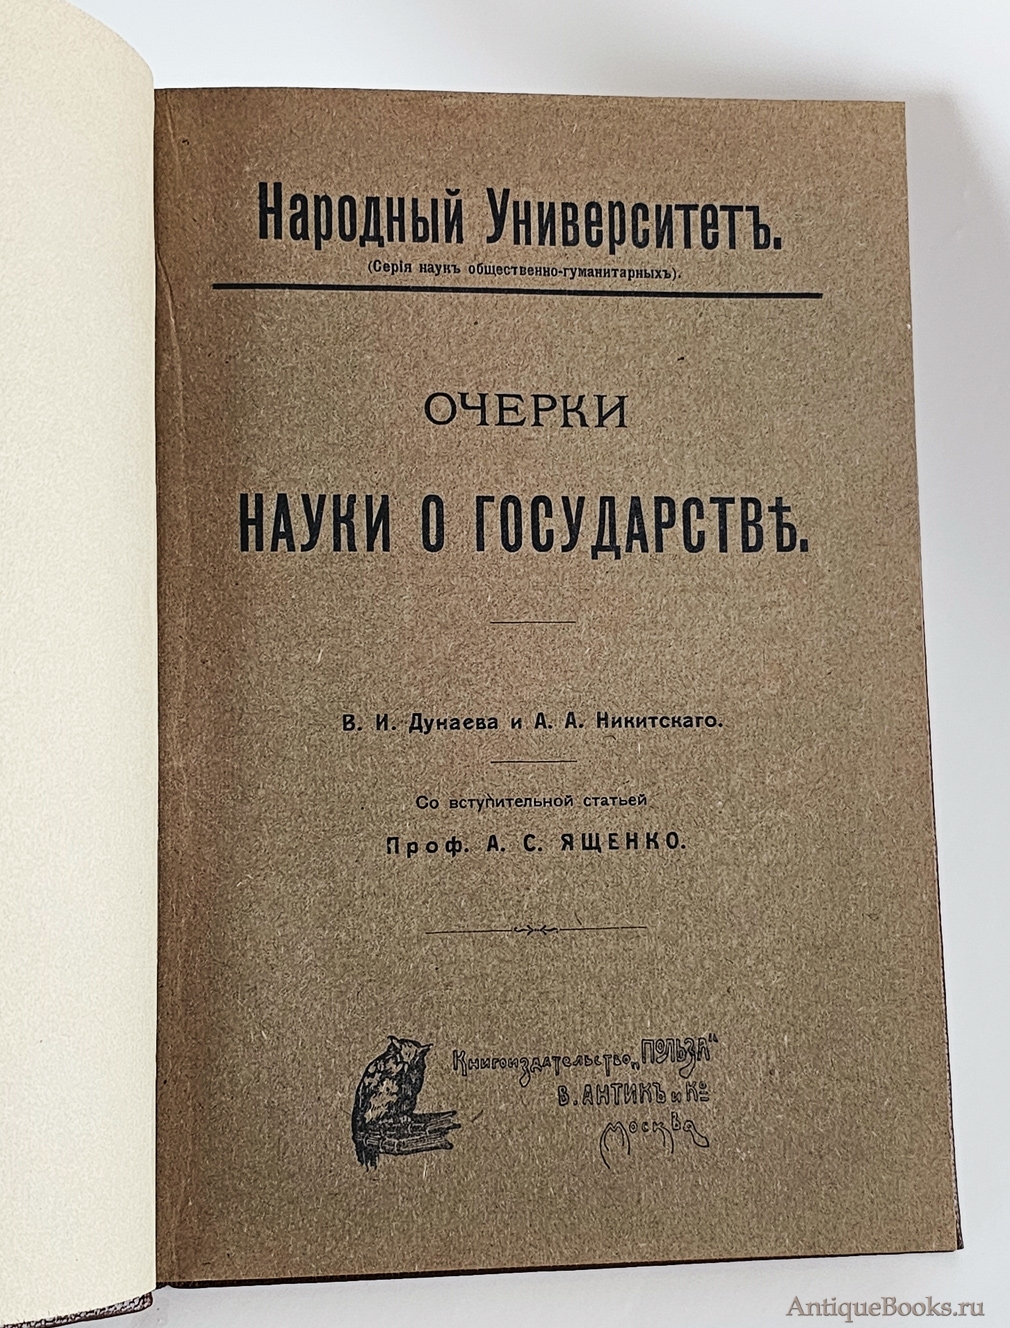 Народный Университетъ.
(Серія наукъ общественно-гуманитарныхъ).
ОЧЕРКИ
НАУКИ О ГОСУДАРСТВѢ.
В. И. Дунаева и А. А. Никитскаго.
Со вступительной статьей
Проф. А. С. ЯЩЕНКО.
Книгоиздательство „ПОЛЬЗА“
В. АНТИКЪ и Кº
МОСКВА
AntiqueBooks.ru